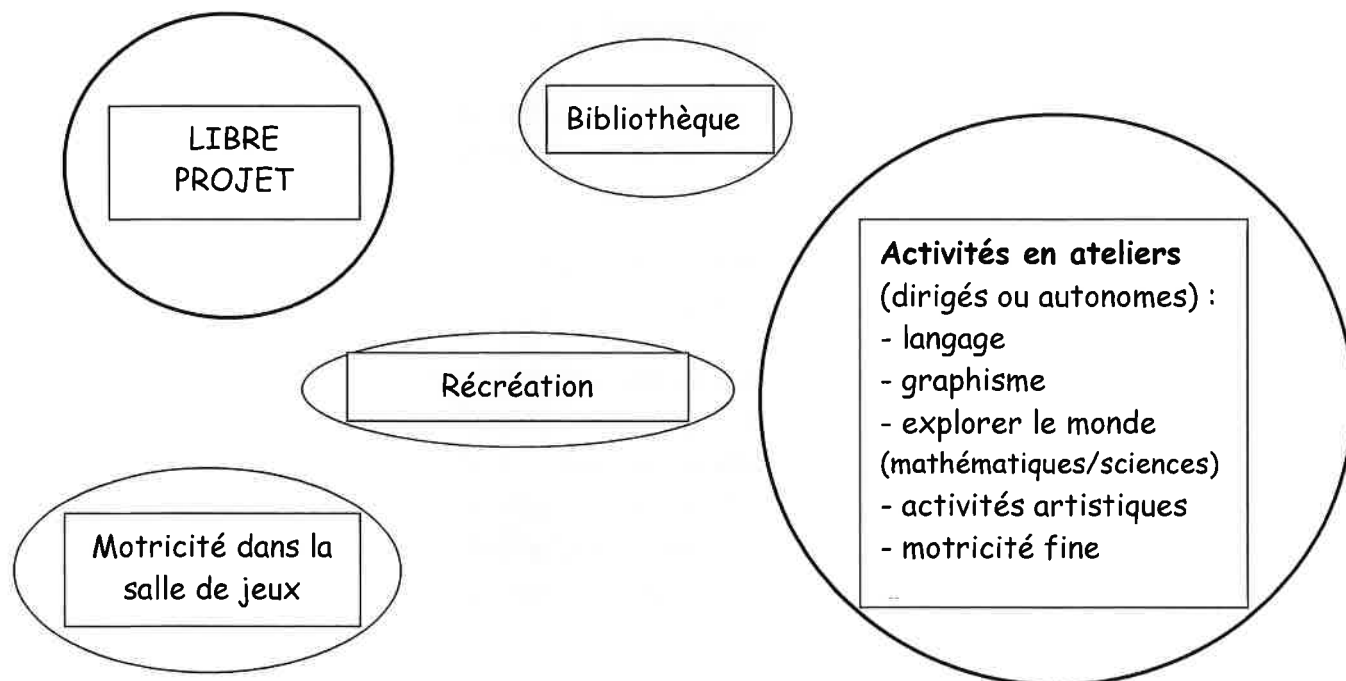 LIBRE
PROJET
Bibliothèque
Activités en ateliers
(dirigés ou autonomes) :
- langage
- graphisme
- explorer le monde
(mathématiques/sciences)
- activités artistiques
- motricité fine
Récréation
Motricité dans la
salle de jeux